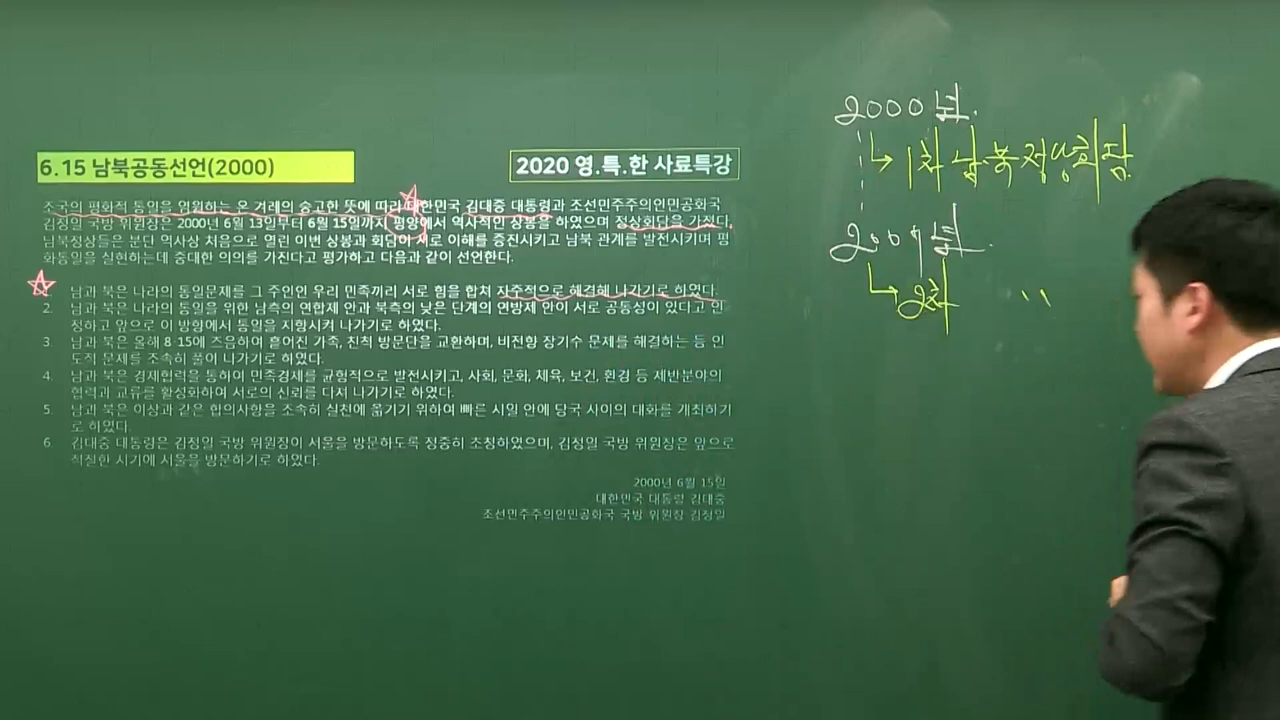 6.15 남북공동선언(2000)
2020 영.특.한 사료특강
조국의 평화적 통일을 염원하는 온 겨레의 숭고한 뜻에 따라 대한민국 김대중 대통령과 조선민주주의인민공화국
김정일 국방 위원장은 2000년 6월 13일부터 6월 15일까지 평양에서 역사적인 상봉을 하였으며 정상회담을 가졌다.
남북정상들은 분단 역사상 처음으로 열린 이번 상봉과 회담이 서로 이해를 증진시키고 남북 관계를 발전시키며 평
화통일을 실현하는데 중대한 의의를 가진다고 평가하고 다음과 같이 선언한다.
남과 북은 나라의 통일문제를 그 주인인 우리 민족끼리 서로 힘을 합쳐 자주적으로 해결해 나가기로 하였다.
2. 남과 북은 나라의 통일을 위한 남측의 연합제 안과 북측의 낮은 단계의 연방제 안이 서로 공통성이 있다고 인
정하고 앞으로 이 방향에서 통일을 지향시켜 나가기로 하였다.
3. 남과 북은 올해 8·15에 즈음하여 흩어진 가족, 친척 방문단을 교환하며, 비전향 장기수 문제를 해결하는 등 인
도적 문제를 조속히 풀어 나가기로 하였다.
4. 남과 북은 경제협력을 통하여 민족경제를 균형적으로 발전시키고, 사회, 문화, 체육, 보건, 환경 등 제반분야의
협력과 교류를 활성화하여 서로의 신뢰를 다져 나가기로 하였다.
5. 남과 북은 이상과 같은 합의사항을 조속히 실천에 옮기기 위하여 빠른 시일 안에 당국 사이의 대화를 개최하기
로 하였다.
6. 김대중 대통령은 김정일 국방 위원장이 서울을 방문하도록 정중히 초청하였으며, 김정일 국방 위원장은 앞으로
적절한 시기에 서울을 방문하기로 하였다.
2000년 6월 15일
대한민국 대통령 김대중
조선민주주의인민공화국 국방 위원장 김정일
2000년.
↳ 1차 남북정상회담.
2007년.
↳ 2차 〃